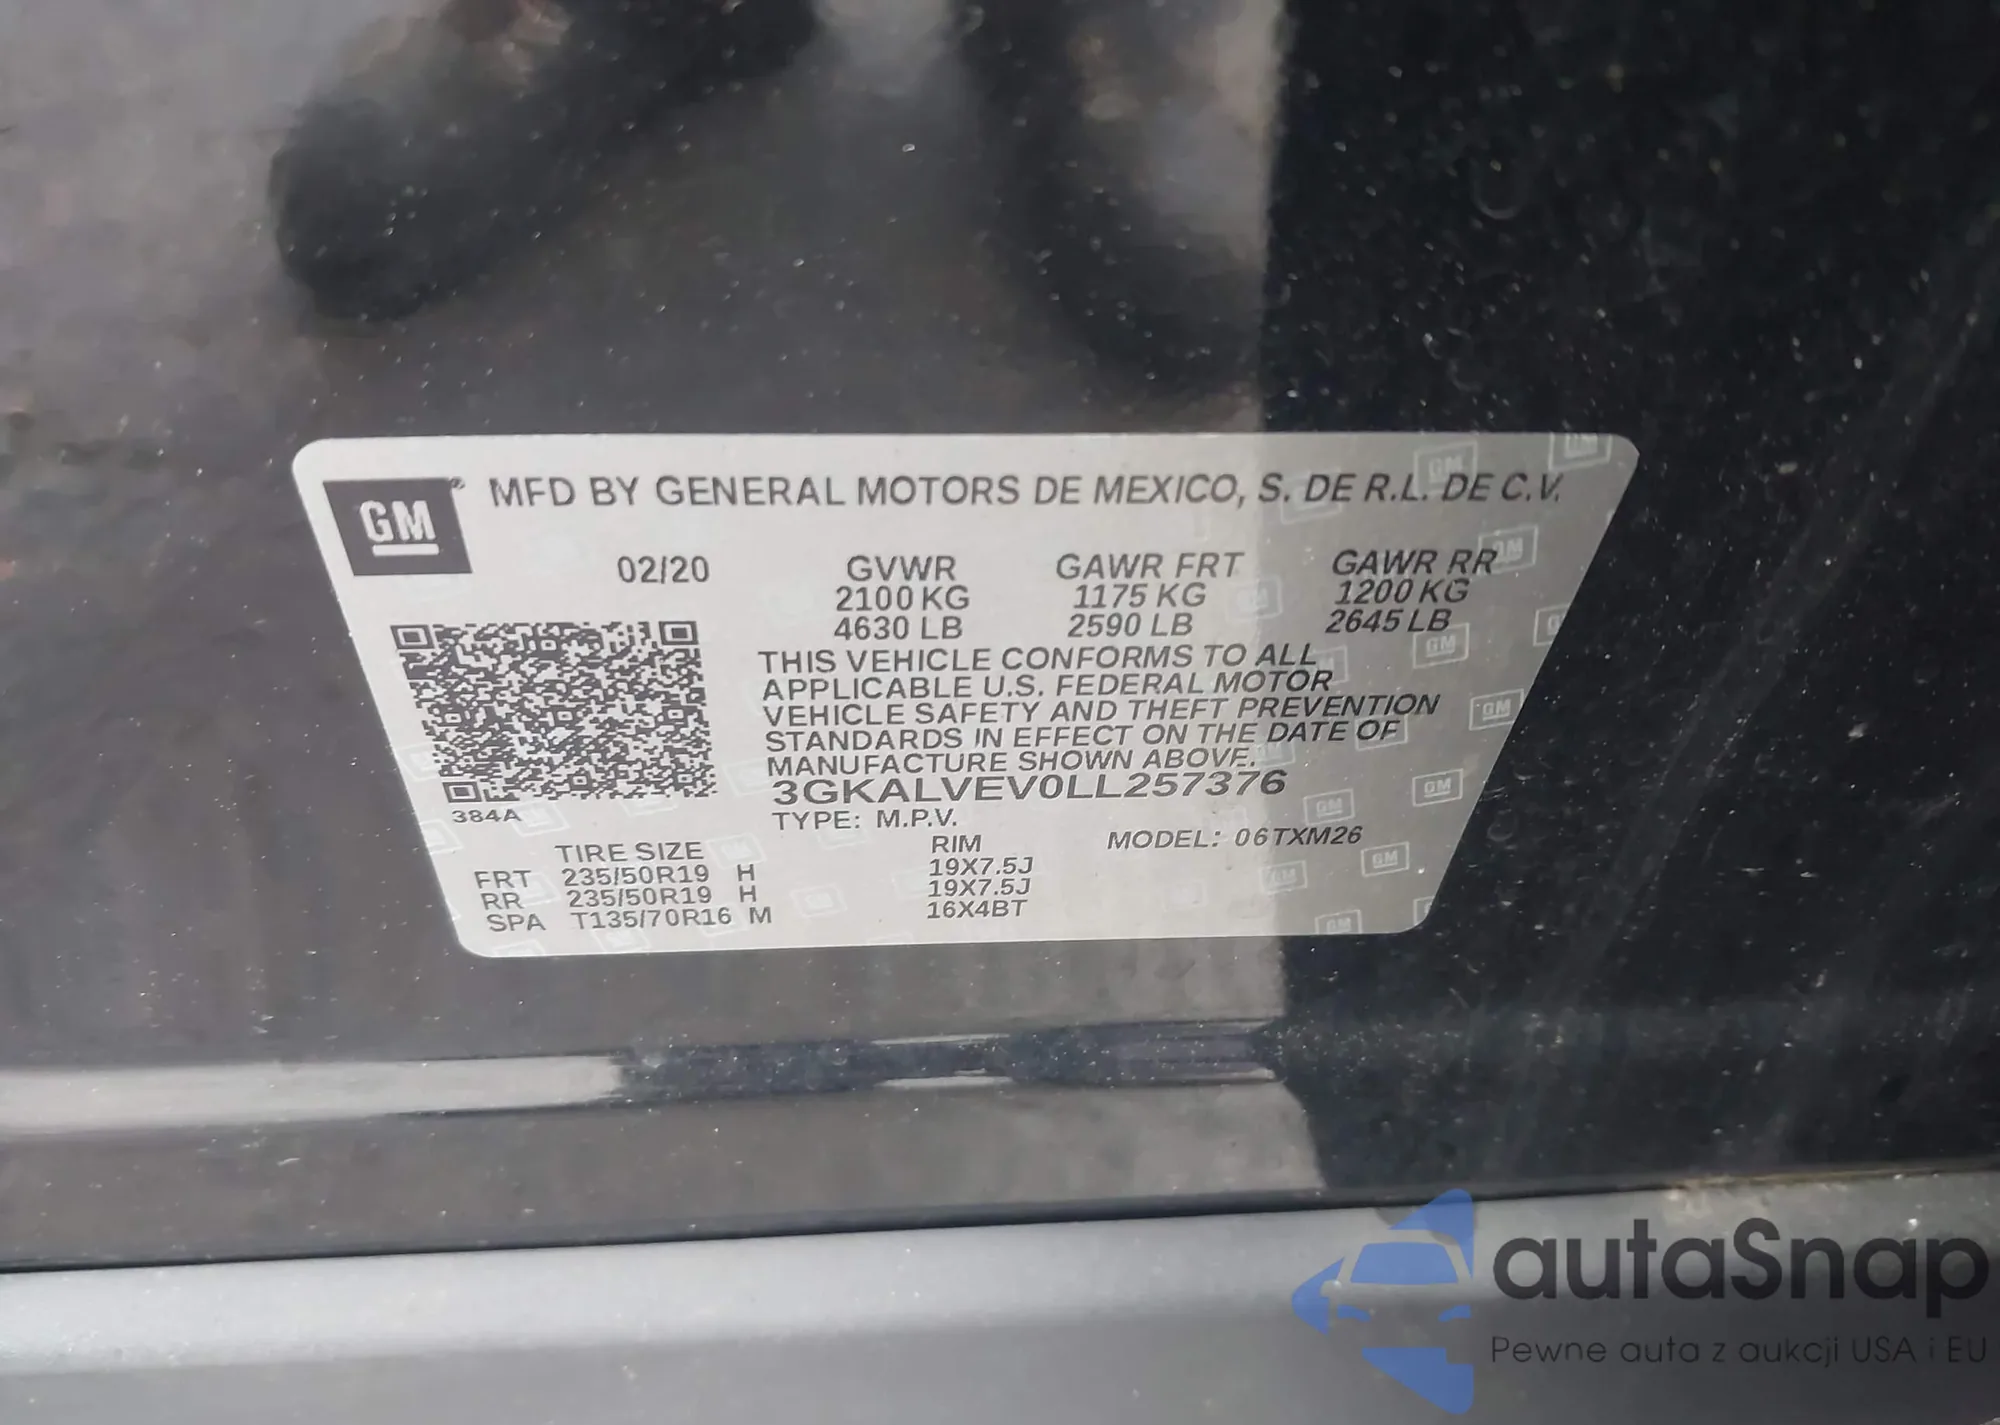 GM® MFD BY GENERAL MOTORS DE MEXICO, S. DE R.L. DE C.V.
02/20 GVWR GAWR FRT GAWR RR
2100 KG 1175 KG 1200 KG
4630 LB 2590 LB 2645 LB
THIS VEHICLE CONFORMS TO ALL
APPLICABLE U.S. FEDERAL MOTOR
VEHICLE SAFETY AND THEFT PREVENTION
STANDARDS IN EFFECT ON THE DATE OF
MANUFACTURE SHOWN ABOVE.
3GKALVEV0LL257376
384A
TYPE: M.P.V.
MODEL: 06TXM26
TIRE SIZE RIM
FRT 235/50R19 H 19X7.5J
RR 235/50R19 H 19X7.5J
SPA T135/70R16 M 16X4BT
autaSnap
Pewne auta z aukcji USA i EU